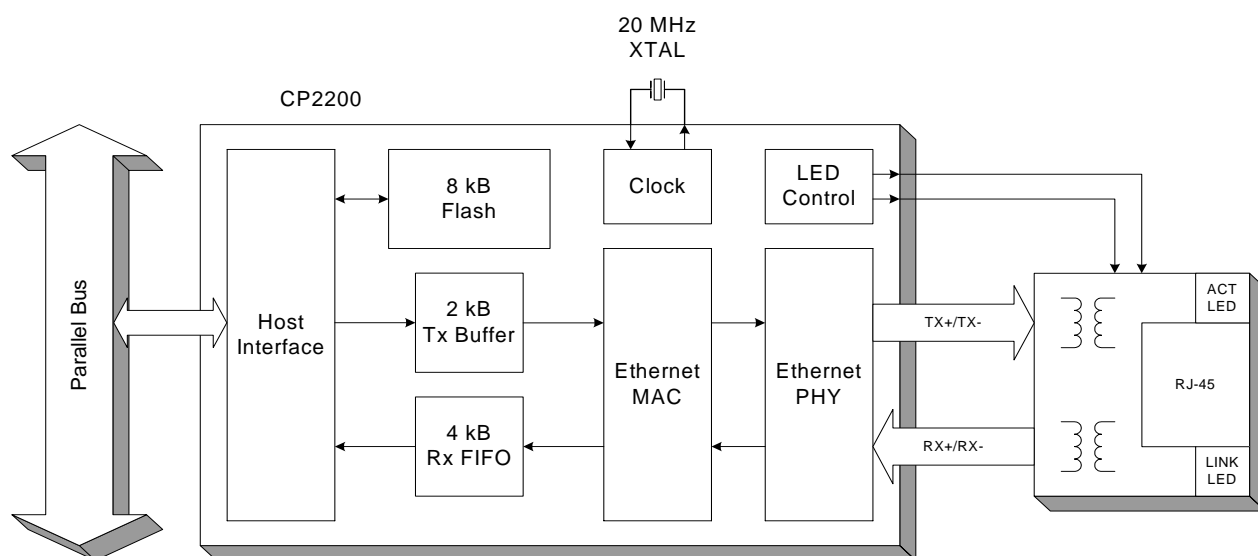 20 MHz
XTAL
CP2200
8 kB
Flash
Clock
LED
Control
Parallel Bus
Host
Interface
2 kB
Tx Buffer
Ethernet
MAC
Ethernet
PHY
TX+/TX-
ACT
LED
RJ-45
4 kB
Rx FIFO
RX+/RX-
LINK
LED